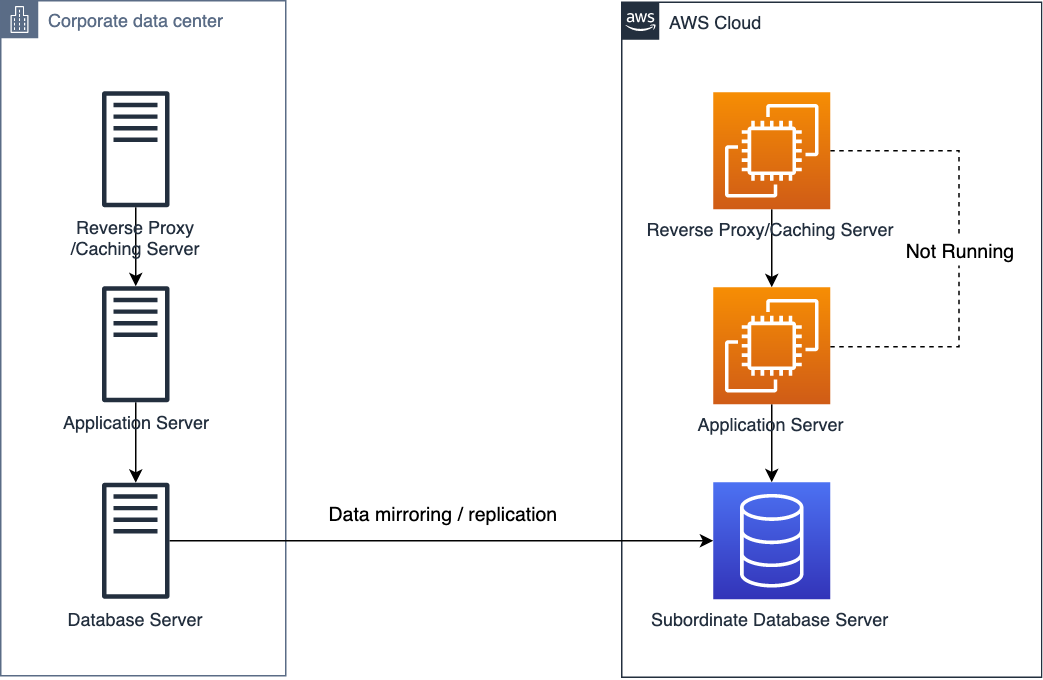 Corporate data center
aws
AWS Cloud
Reverse Proxy
/Caching Server
Reverse Proxy/Caching Server
Not Running
Application Server
Application Server
Data mirroring / replication
Database Server
Subordinate Database Server